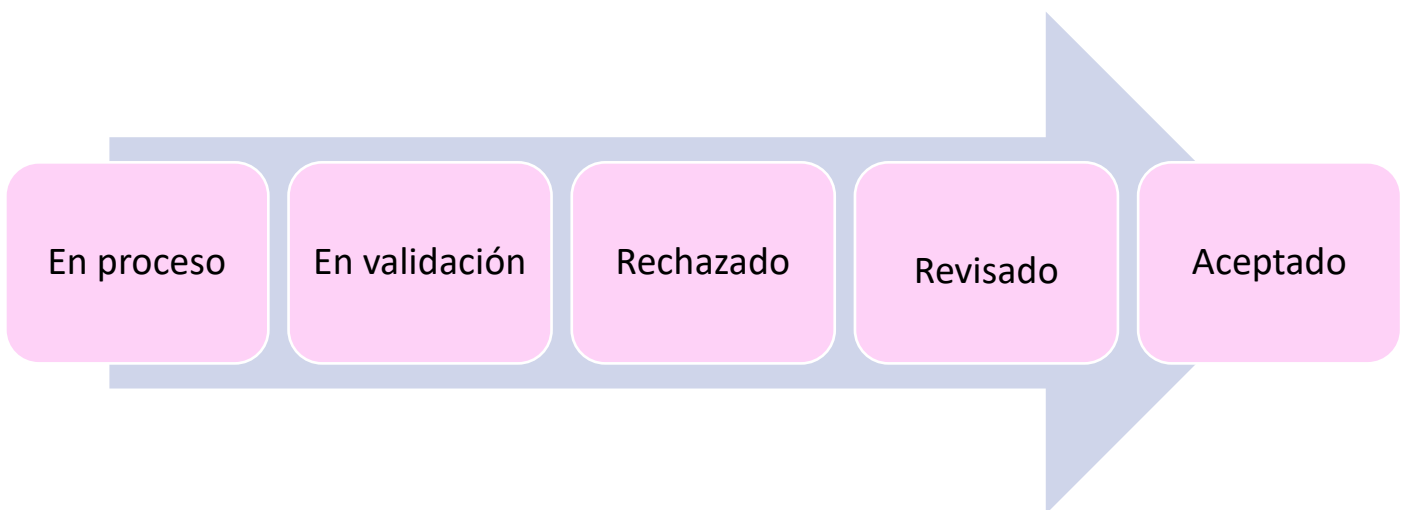 En proceso
En validación
Rechazado
Revisado
Aceptado